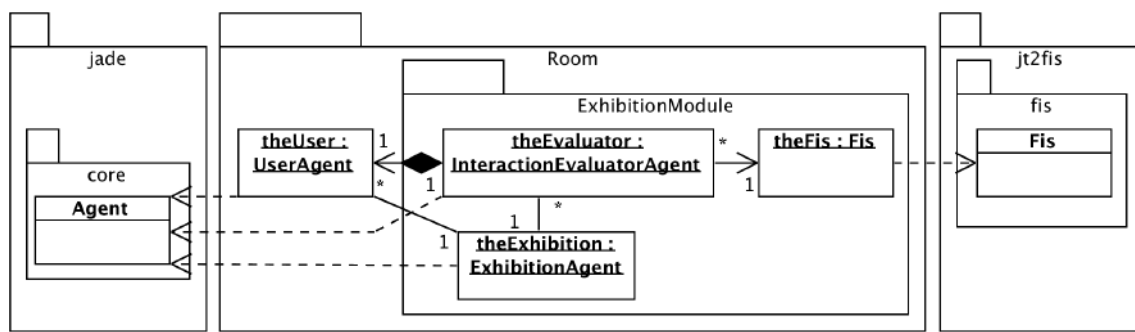 jade
Room
jt2fis
ExhibitionModule
fis
theUser :
UserAgent
1
1
*
theEvaluator :
InteractionEvaluatorAgent
*
1
theFis : Fis
Fis
core
Agent
*
1
1
theExhibition :
ExhibitionAgent